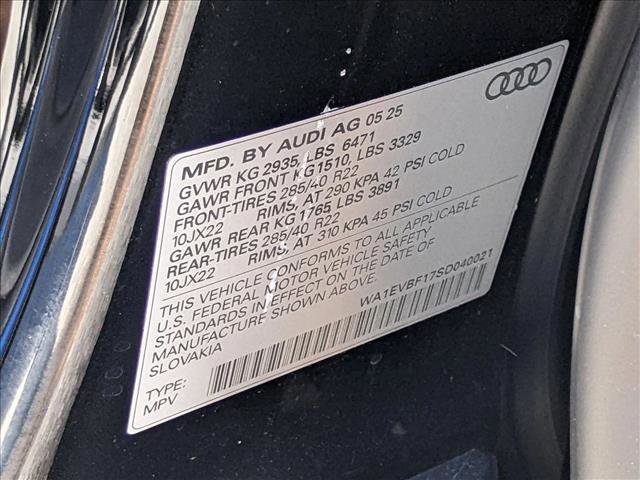 MFD. BY AUDI AG 05 25
GVWR KG 2935, LBS 6471
GAWR FRONT KG1510, LBS 3329
FRONT-TIRES 285/40 R22
10JX22 RIMS, AT 290 KPA 42 PSI COLD
GAWR REAR KG 1765 LBS 3891
REAR-TIRES 285/40 R22
10JX22 RIMS, AT 310 KPA 45 PSI COLD
THIS VEHICLE CONFORMS TO ALL APPLICABLE
U.S. FEDERAL MOTOR VEHICLE SAFETY
STANDARDS IN EFFECT ON THE DATE OF
MANUFACTURE SHOWN ABOVE.
SLOVAKIA
WA1EVBF17SD040021
TYPE:
MPV